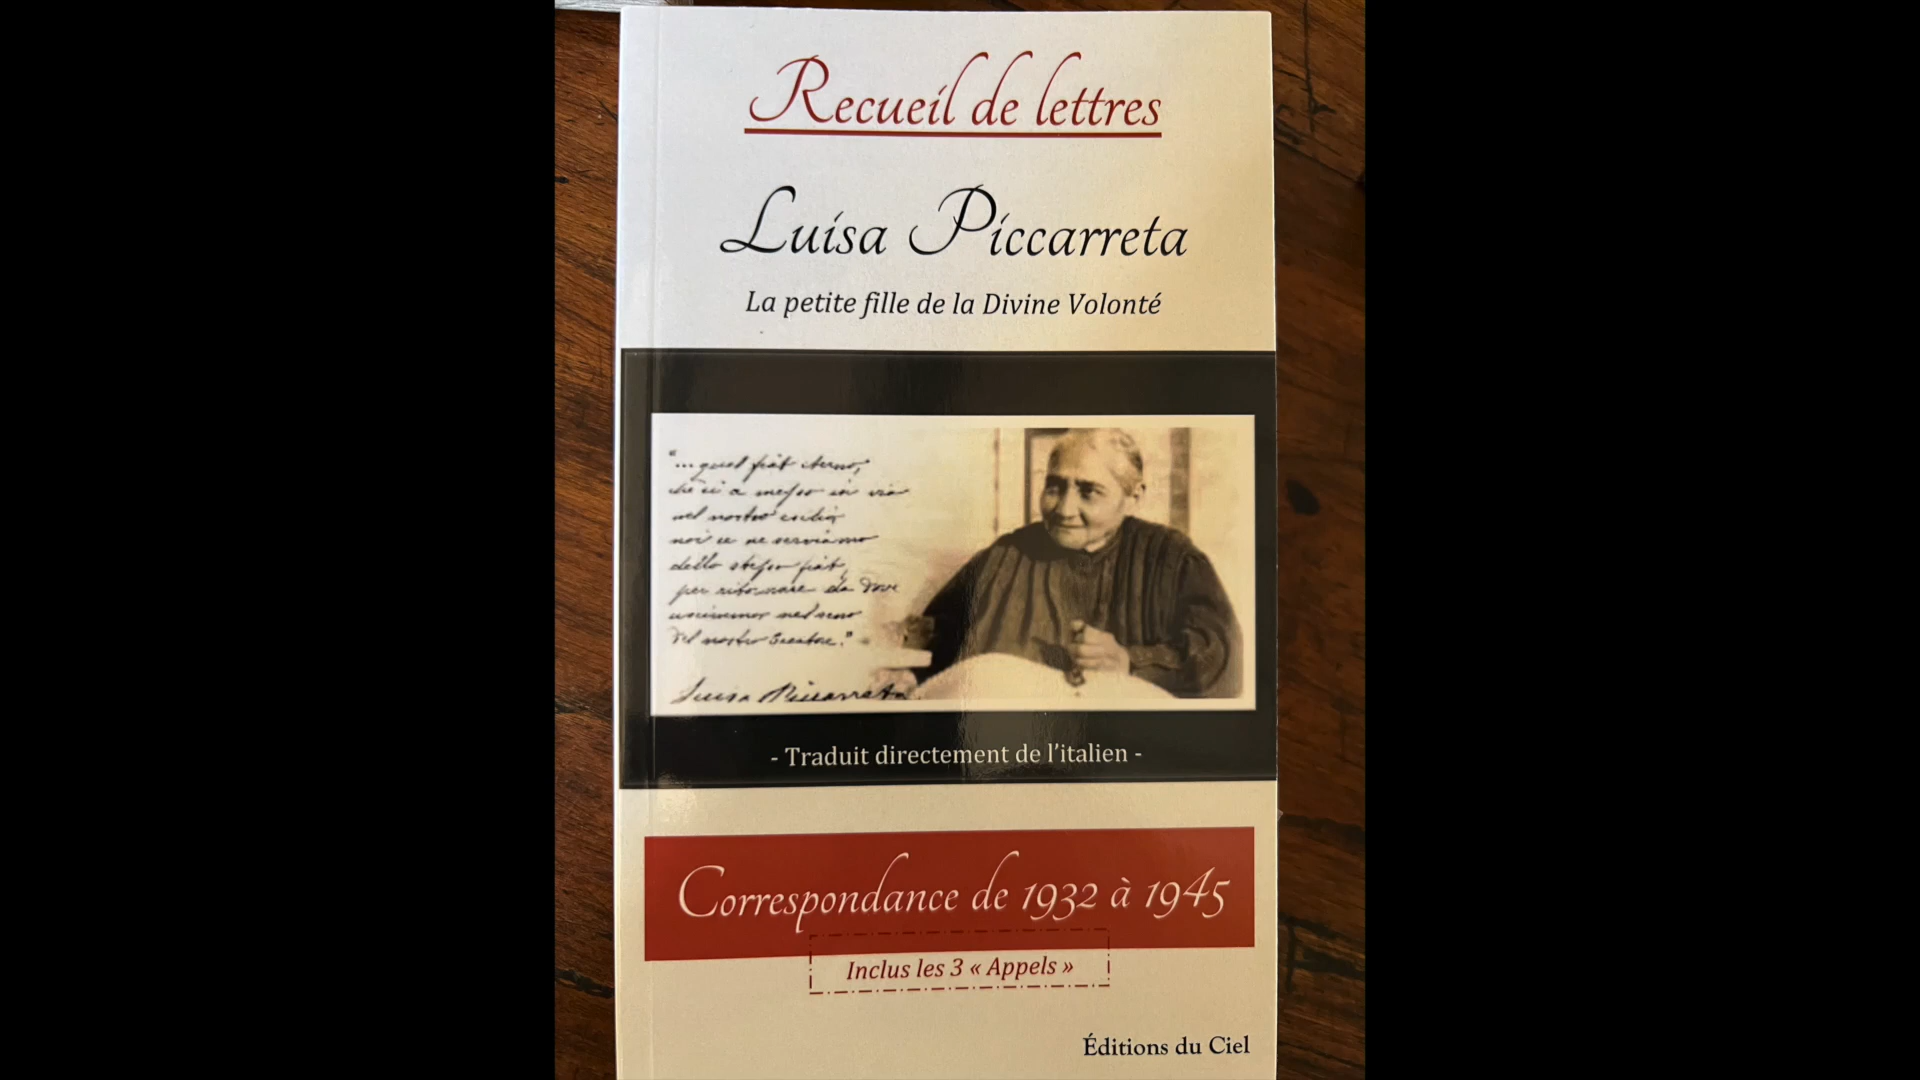 Recueil de lettres
Luisa Piccarreta
La petite fille de la Divine Volonté
"...quel fiat eterno,
che ci a messo in via
nel nostro esilio
noi ce ne serviamo
dello stesso fiat,
per ritornare da dove
uscimmo nel seno
del nostro Creatore."
Luisa Piccarreta
- Traduit directement de l'italien -
Correspondance de 1932 à 1945
Inclus les 3 « Appels »
Éditions du Ciel